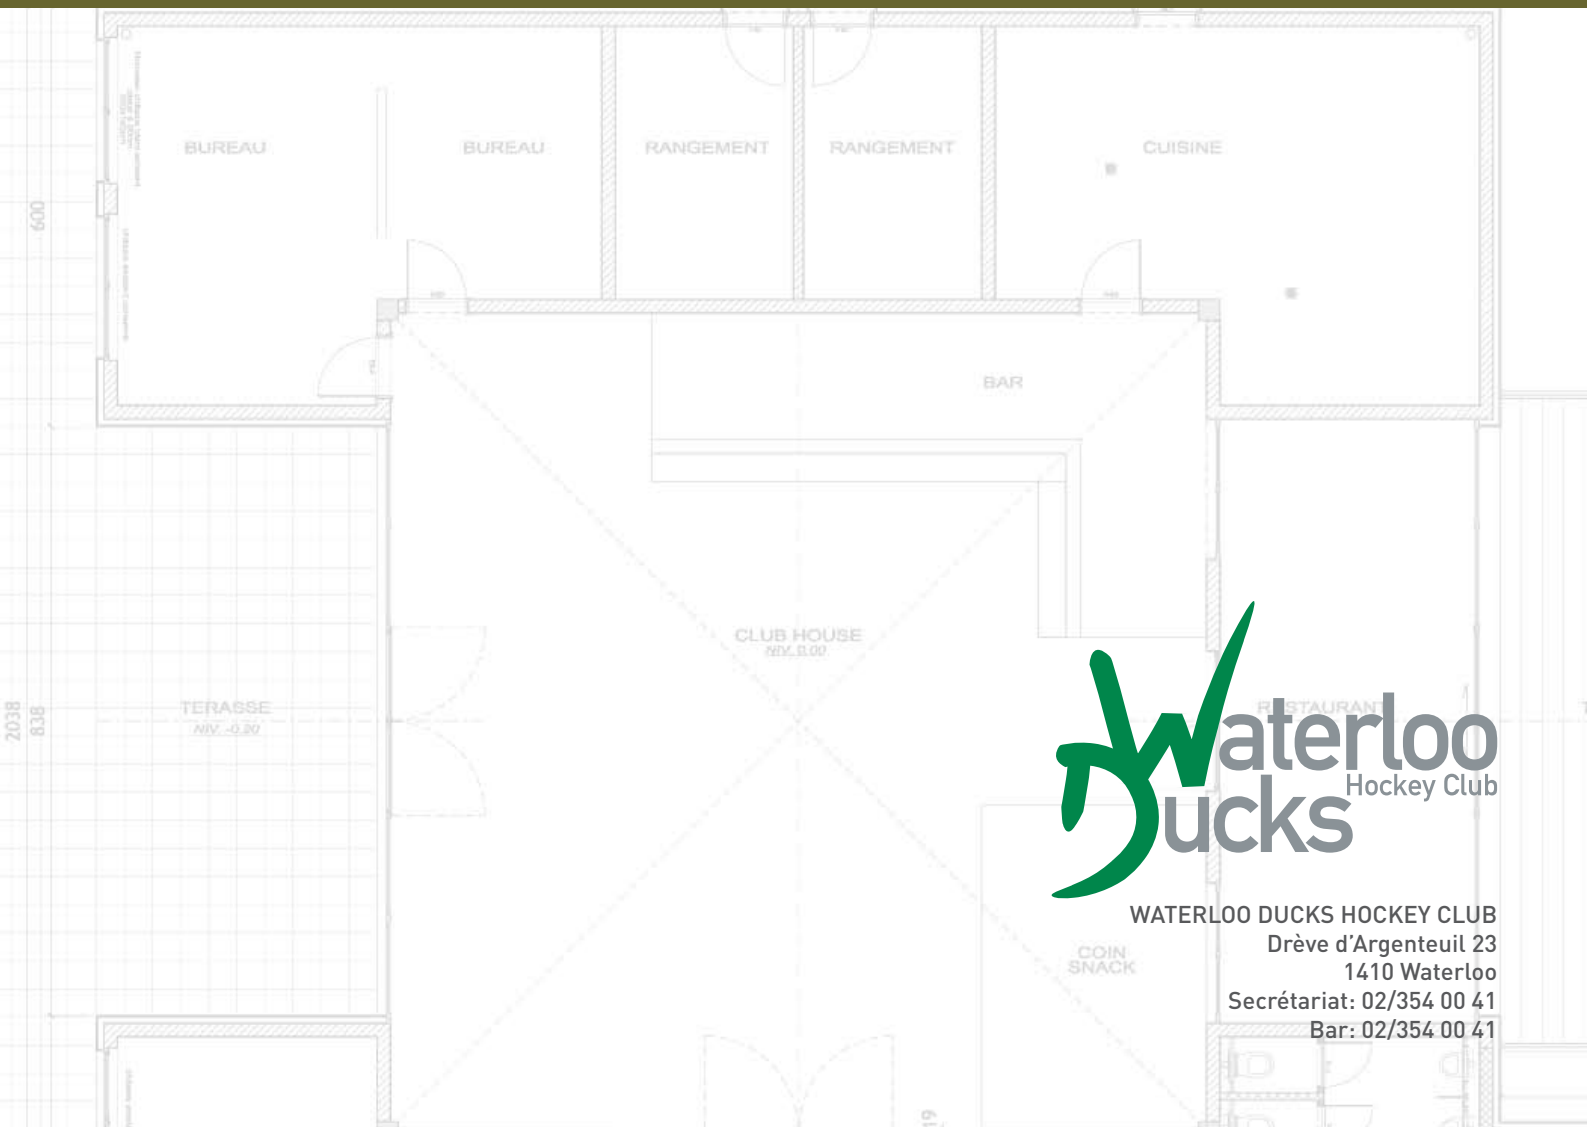 BUREAU
BUREAU
RANGEMENT
RANGEMENT
CUISINE
600
BAR
CLUB HOUSE
NIV. 0.00
TERASSE
NIV. -0.20
2038
838
RESTAURANT
Waterloo
Hockey Club
Ducks
WATERLOO DUCKS HOCKEY CLUB
Drève d'Argenteuil 23
1410 Waterloo
Secrétariat: 02/354 00 41
Bar: 02/354 00 41
COIN
SNACK